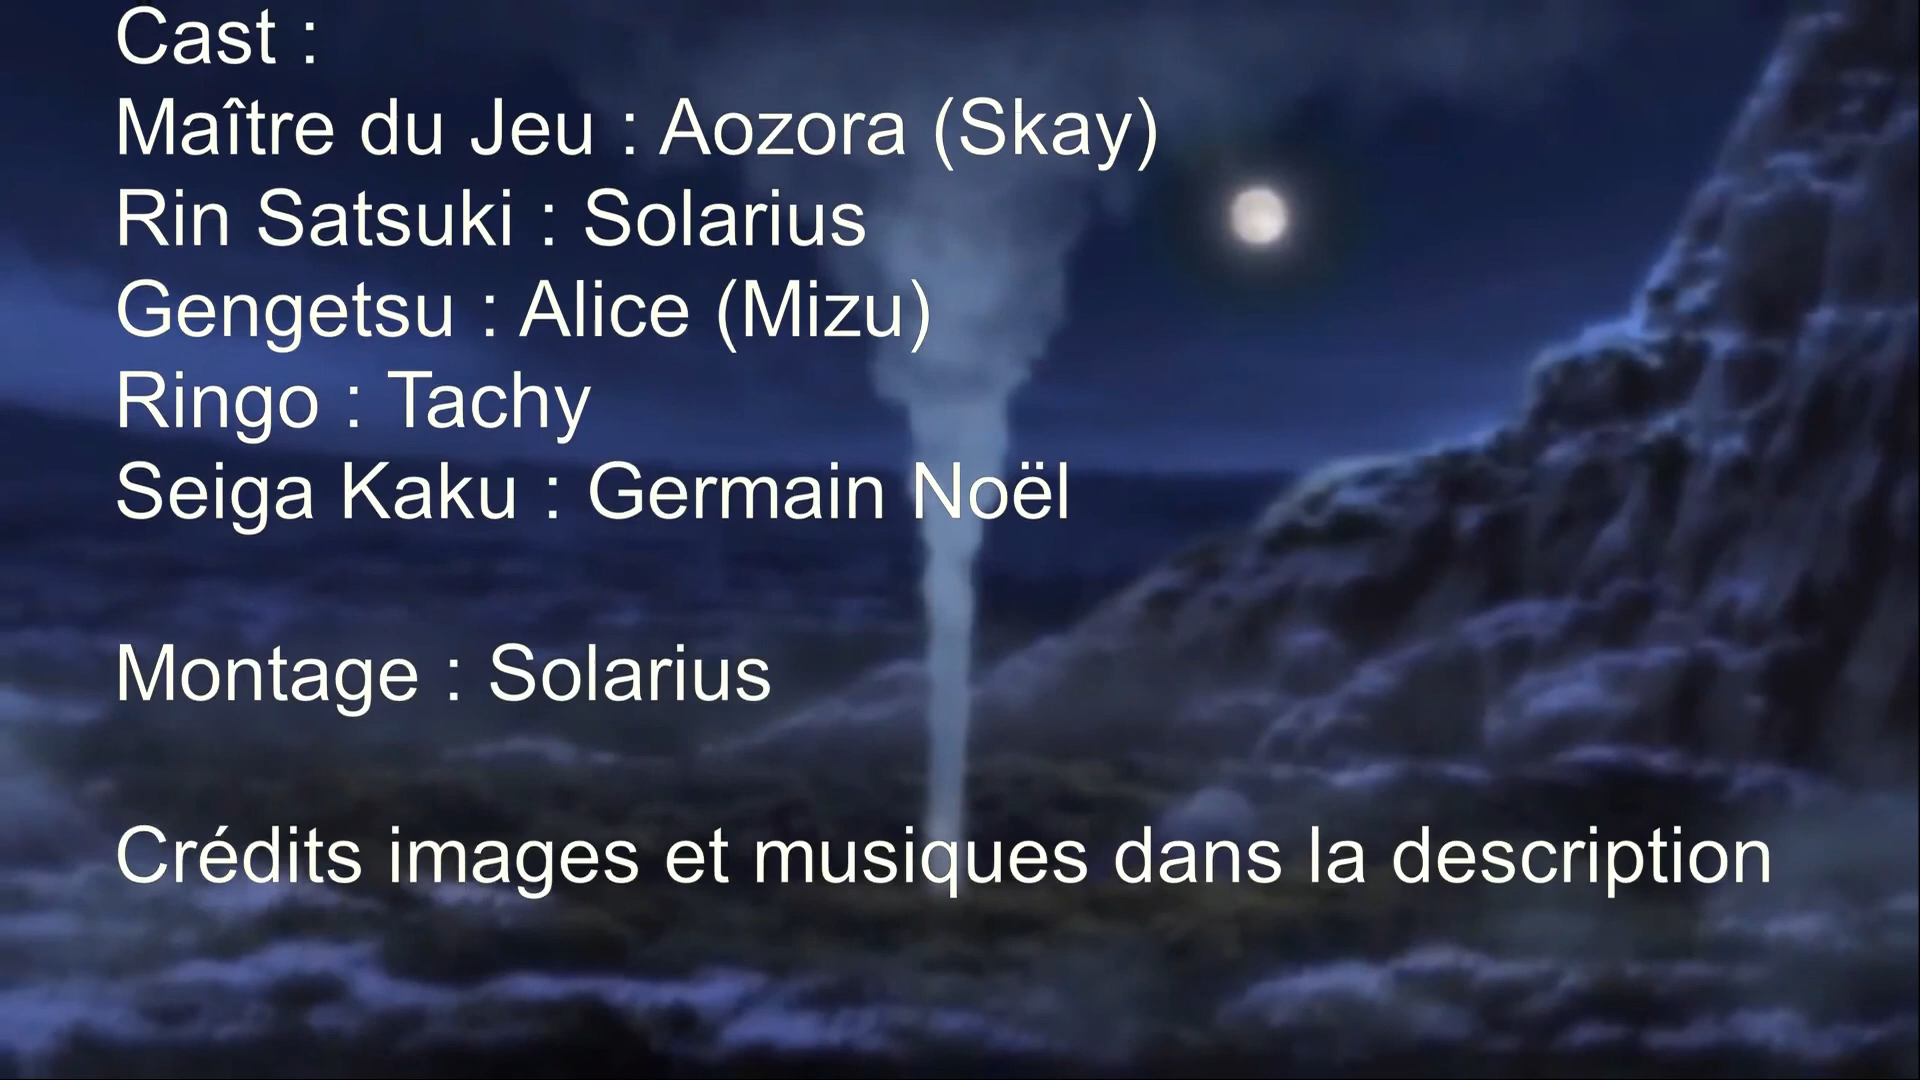 Cast :
Maître du Jeu : Aozora (Skay)
Rin Satsuki : Solarius
Gengetsu : Alice (Mizu)
Ringo : Tachy
Seiga Kaku : Germain Noël
Montage : Solarius
Crédits images et musiques dans la description